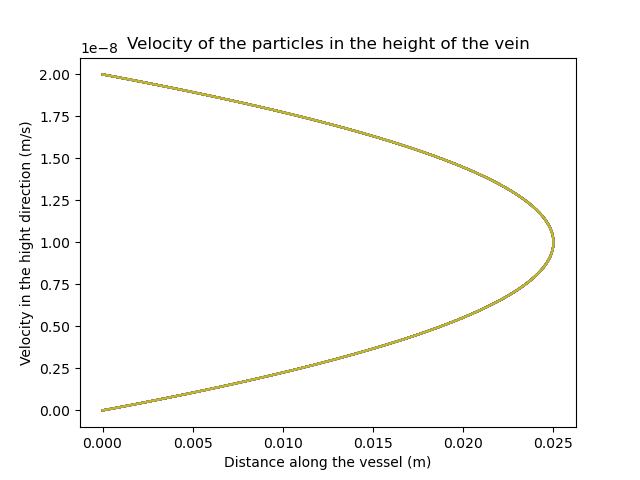 Velocity of the particles in the height of the vein
1e−8
2.00
1.75
1.50
1.25
1.00
0.75
0.50
0.25
0.00
Velocity in the hight direction (m/s)
0.000 0.005 0.010 0.015 0.020 0.025
Distance along the vessel (m)